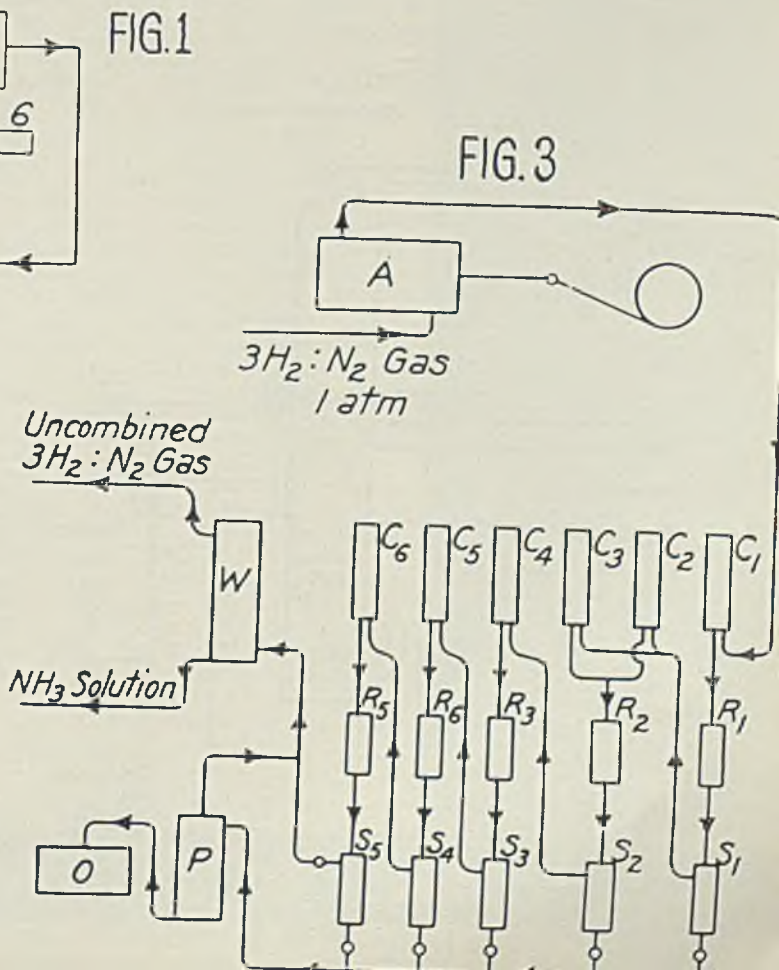 FIG.1
6
FIG.3
A
3H₂:N₂ Gas
1 atm
Uncombined
3H₂:N₂ Gas
C₆ C₅ C₄ C₃ C₂ C₁
W
NH₃ Solution
R₅ R₆ R₃ R₂ R₁
S₅ S₄ S₃ S₂ S₁
O P